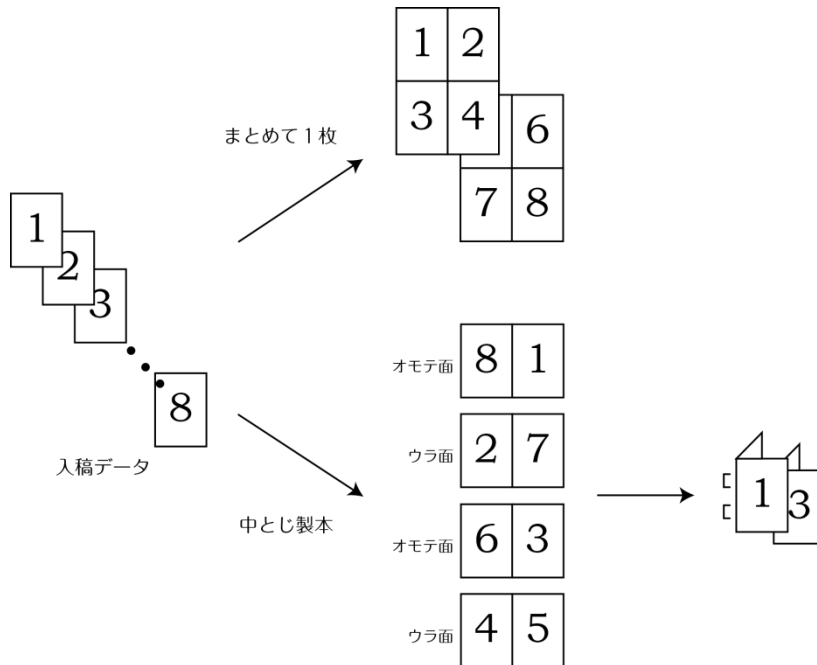 1 2
3 4
6
7 8
まとめて1枚
1
2
3
8
入稿データ
オモテ面 8 1
ウラ面 2 7
中とじ製本
オモテ面 6 3
ウラ面 4 5
1
3